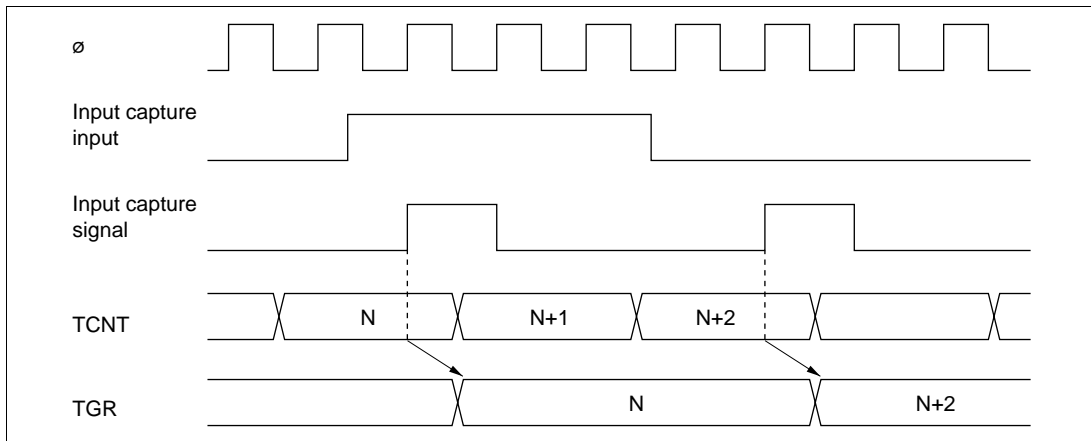 ø
Input capture
input
Input capture
signal
TCNT N N+1 N+2
TGR N N+2